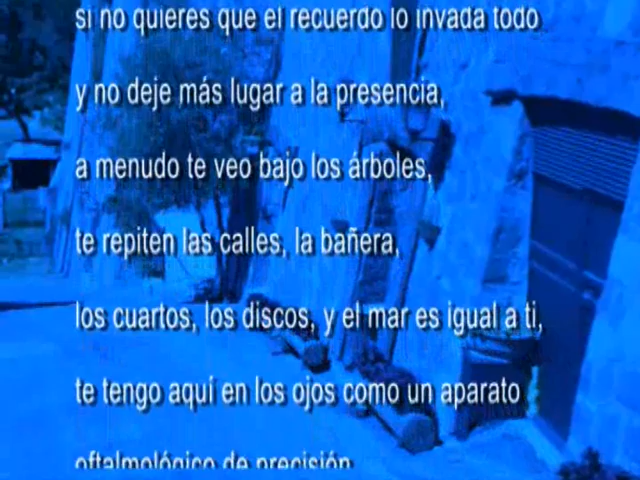 si no quieres que el recuerdo lo invada todo
y no deje más lugar a la presencia,
a menudo te veo bajo los árboles,
te repiten las calles, la bañera,
los cuartos, los discos, y el mar es igual a ti,
te tengo aquí en los ojos como un aparato
oftalmológico de precisión